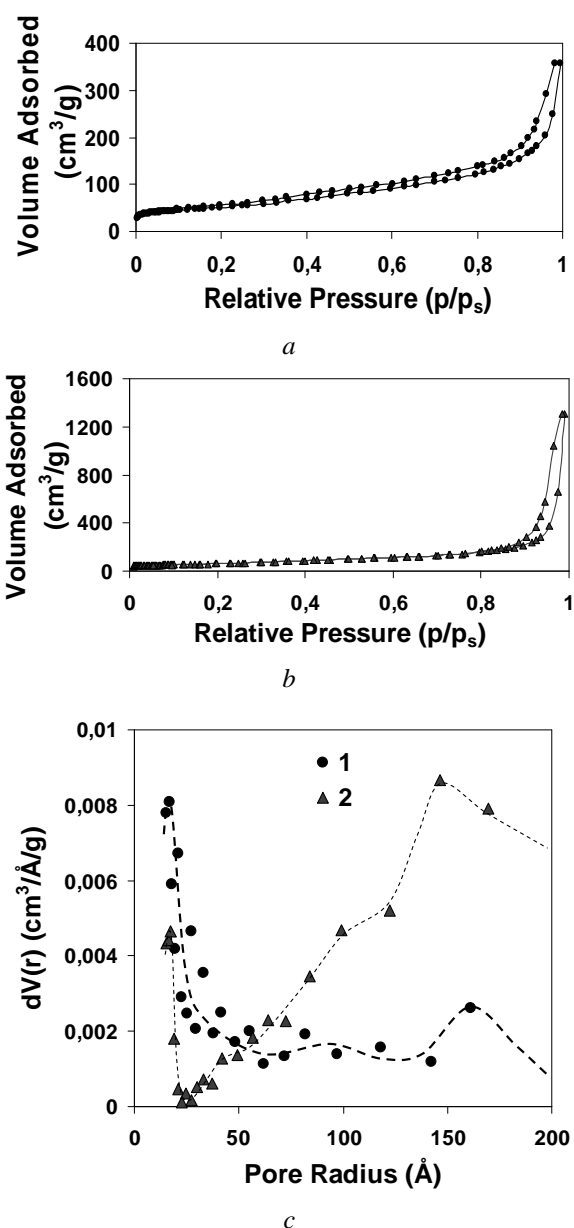 400
300
200
100
0
Volume Adsorbed
(cm³/g)
0 0,2 0,4 0,6 0,8 1
Relative Pressure (p/pₛ)
a
1600
1200
800
400
0
Volume Adsorbed
(cm³/g)
0 0,2 0,4 0,6 0,8 1
Relative Pressure (p/pₛ)
b
0,01
0,008
0,006
0,004
0,002
0
dV(r) (cm³/Å/g)
1
2
0 50 100 150 200
Pore Radius (Å)
c